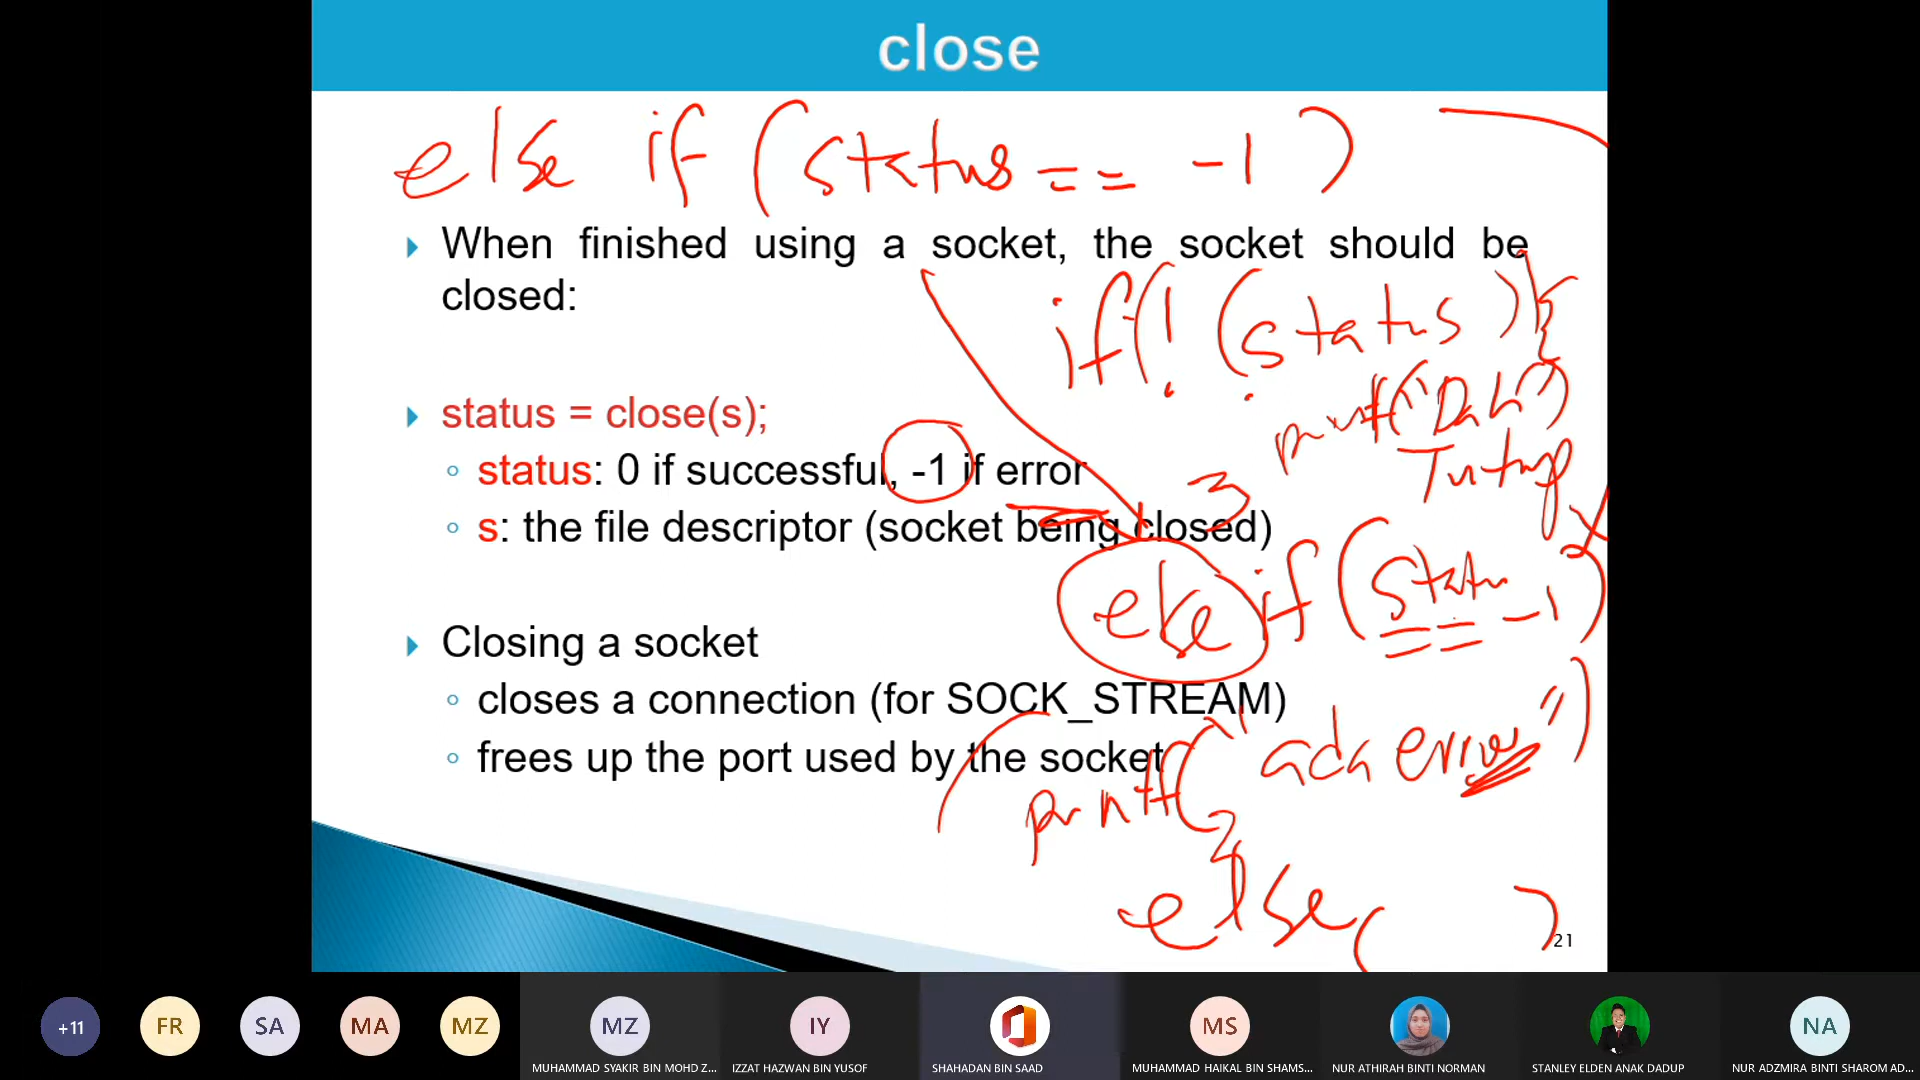 close
else if (status == -1)
When finished using a socket, the socket should be
closed:
if(! (status)){
status = close(s);
printf("Dah")
Tutup
status: 0 if successful, -1 if error
s: the file descriptor (socket being closed)
else if (statu == -1)
Closing a socket
closes a connection (for SOCK_STREAM)
frees up the port used by the socket
printf(" ada error ")
else
21
+11
FR
SA
MA
MZ
MZ
IY
MS
NA
MUHAMMAD SYAKIR BIN MOHD Z...
IZZAT HAZWAN BIN YUSOF
SHAHADAN BIN SAAD
MUHAMMAD HAIKAL BIN SHAMS...
NUR ATHIRAH BINTI NORMAN
STANLEY ELDEN ANAK DADUP
NUR ADZMIRA BINTI SHAROM AD...